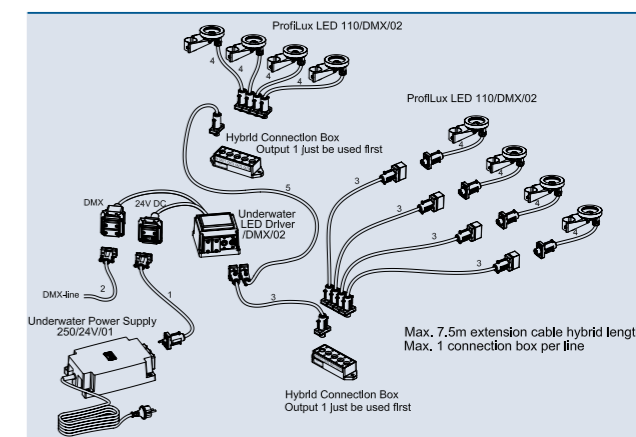 ProfiLux LED 110/DMX/02
4
4
4
4
ProfiLux LED 110/DMX/02
Hybrid Connection Box
Output 1 just be used first
4
4
4
4
3
3
3
3
5
DMX
24V DC
Underwater
LED Driver
/DMX/02
2
DMX-line
1
3
Underwater Power Supply
250/24V/01
Max. 7.5m extension cable hybrid lengt
Max. 1 connection box per line
Hybrid Connection Box
Output 1 just be used first